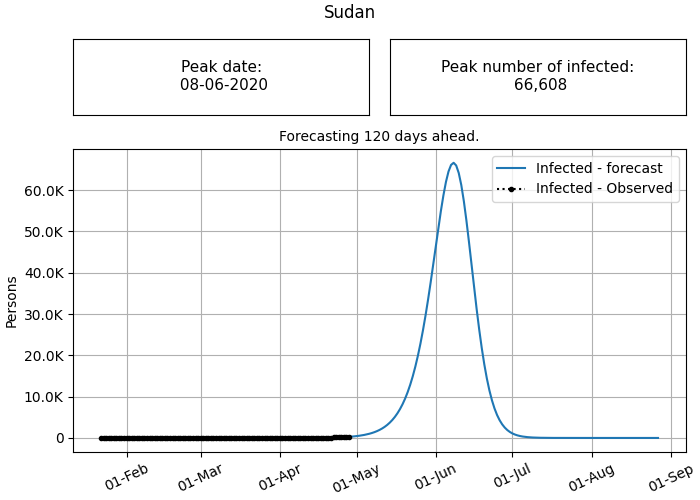 Sudan
Peak date:
08-06-2020
Peak number of infected:
66,608
Forecasting 120 days ahead.
Infected - forecast
Infected - Observed
Persons
60.0K
50.0K
40.0K
30.0K
20.0K
10.0K
0
01-Feb
01-Mar
01-Apr
01-May
01-Jun
01-Jul
01-Aug
01-Sep